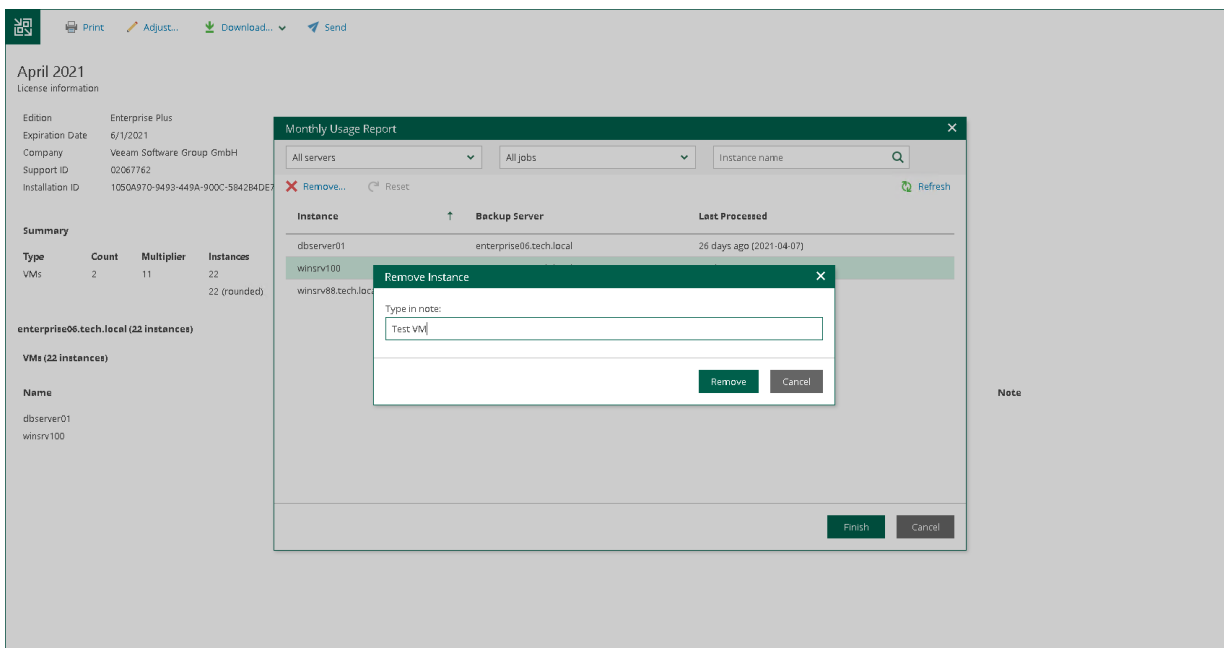 Print Adjust... Download... Send
April 2021
License information
Edition Enterprise Plus
Expiration Date 6/1/2021
Company Veeam Software Group GmbH
Support ID 02067762
Installation ID 1050A970-9493-449A-900C-5842B4DE7
Summary
Type Count Multiplier Instances
VMs 2 11 22
22 (rounded)
enterprise06.tech.local (22 instances)
VMs (22 instances)
Name Note
dbserver01
winsrv100
Monthly Usage Report
All servers All jobs Instance name
Remove... Reset Refresh
Instance Backup Server Last Processed
dbserver01 enterprise06.tech.local 26 days ago (2021-04-07)
winsrv100
winsrv88.tech.loca
Remove Instance
Type in note:
Test VM
Remove Cancel
Finish Cancel